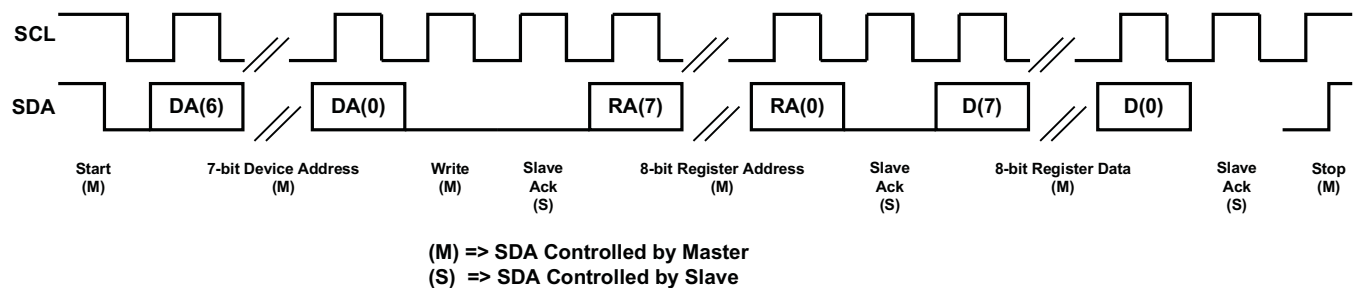 SCL
SDA
DA(6) DA(0) RA(7) RA(0) D(7) D(0)
Start 7-bit Device Address Write Slave 8-bit Register Address Slave 8-bit Register Data Slave Stop
(M) (M) (M) Ack (M) Ack (M) Ack (M)
(S) (S) (S)
(M) => SDA Controlled by Master
(S) => SDA Controlled by Slave